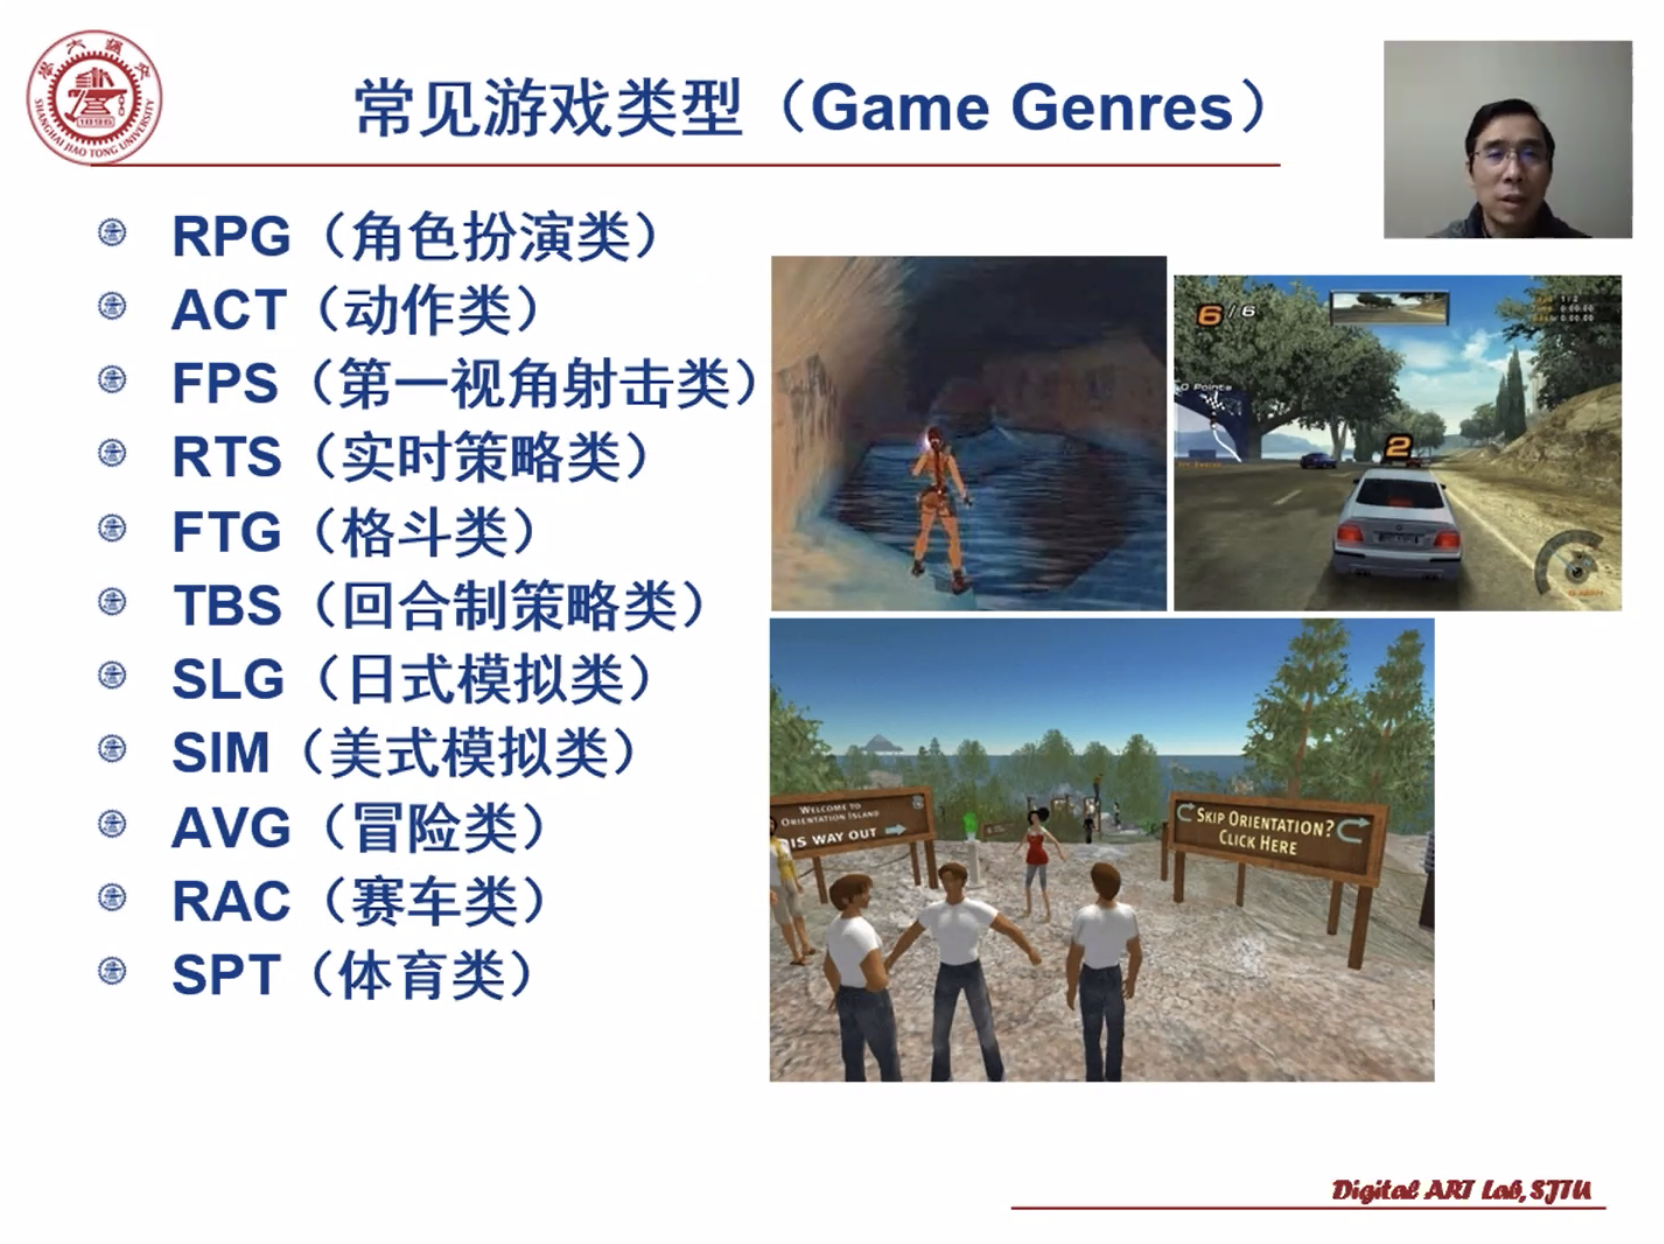 常见游戏类型（Game Genres）
RPG（角色扮演类）
ACT（动作类）
FPS（第一视角射击类）
RTS（实时策略类）
FTG（格斗类）
TBS（回合制策略类）
SLG（日式模拟类）
SIM（美式模拟类）
AVG（冒险类）
RAC（赛车类）
SPT（体育类）
SHANGHAI JIAO TONG UNIVERSITY
1896
6/6
0 Points
2
WELCOME TO
ORIENTATION ISLAND
IS WAY OUT
SKIP ORIENTATION?
CLICK HERE
Digital ART Lab, SJTU